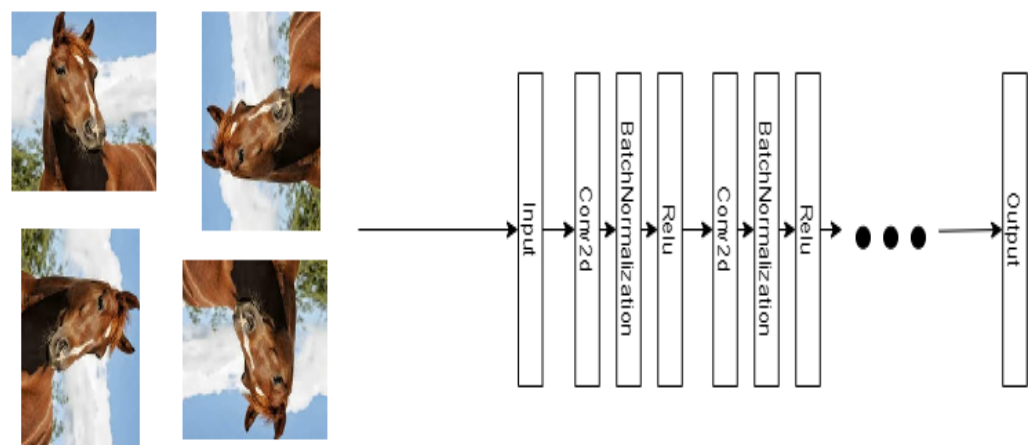 Input
Conv2d
BatchNormalization
Relu
Conv2d
BatchNormalization
Relu
Output